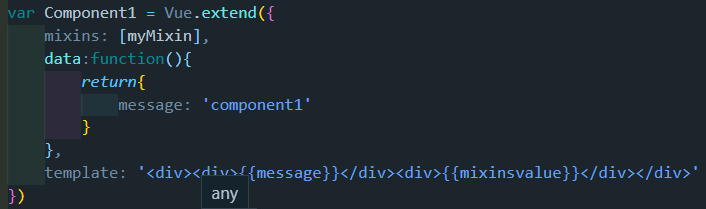 var Component1 = Vue.extend({
mixins: [myMixin],
data:function(){
return{
message: 'component1'
}
},
template: '<div><div>{{message}}</div><div>{{mixinsvalue}}</div></div>'
any
})